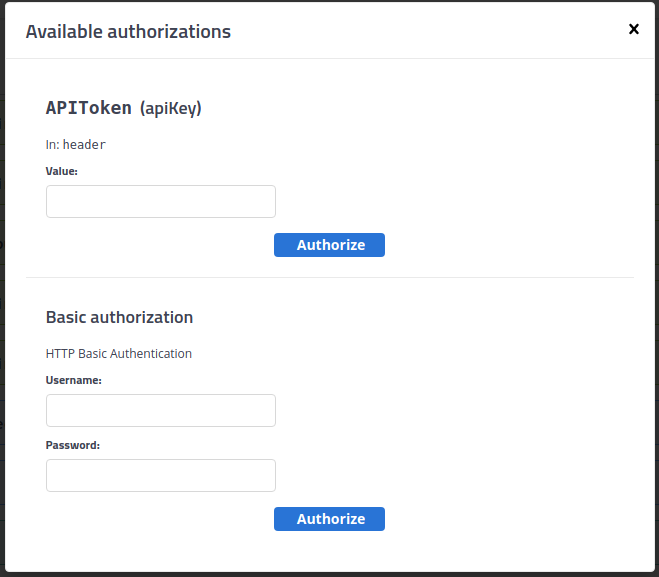 Available authorizations
APIToken (apiKey)
In: header
Value:
Authorize
Basic authorization
HTTP Basic Authentication
Username:
Password:
Authorize